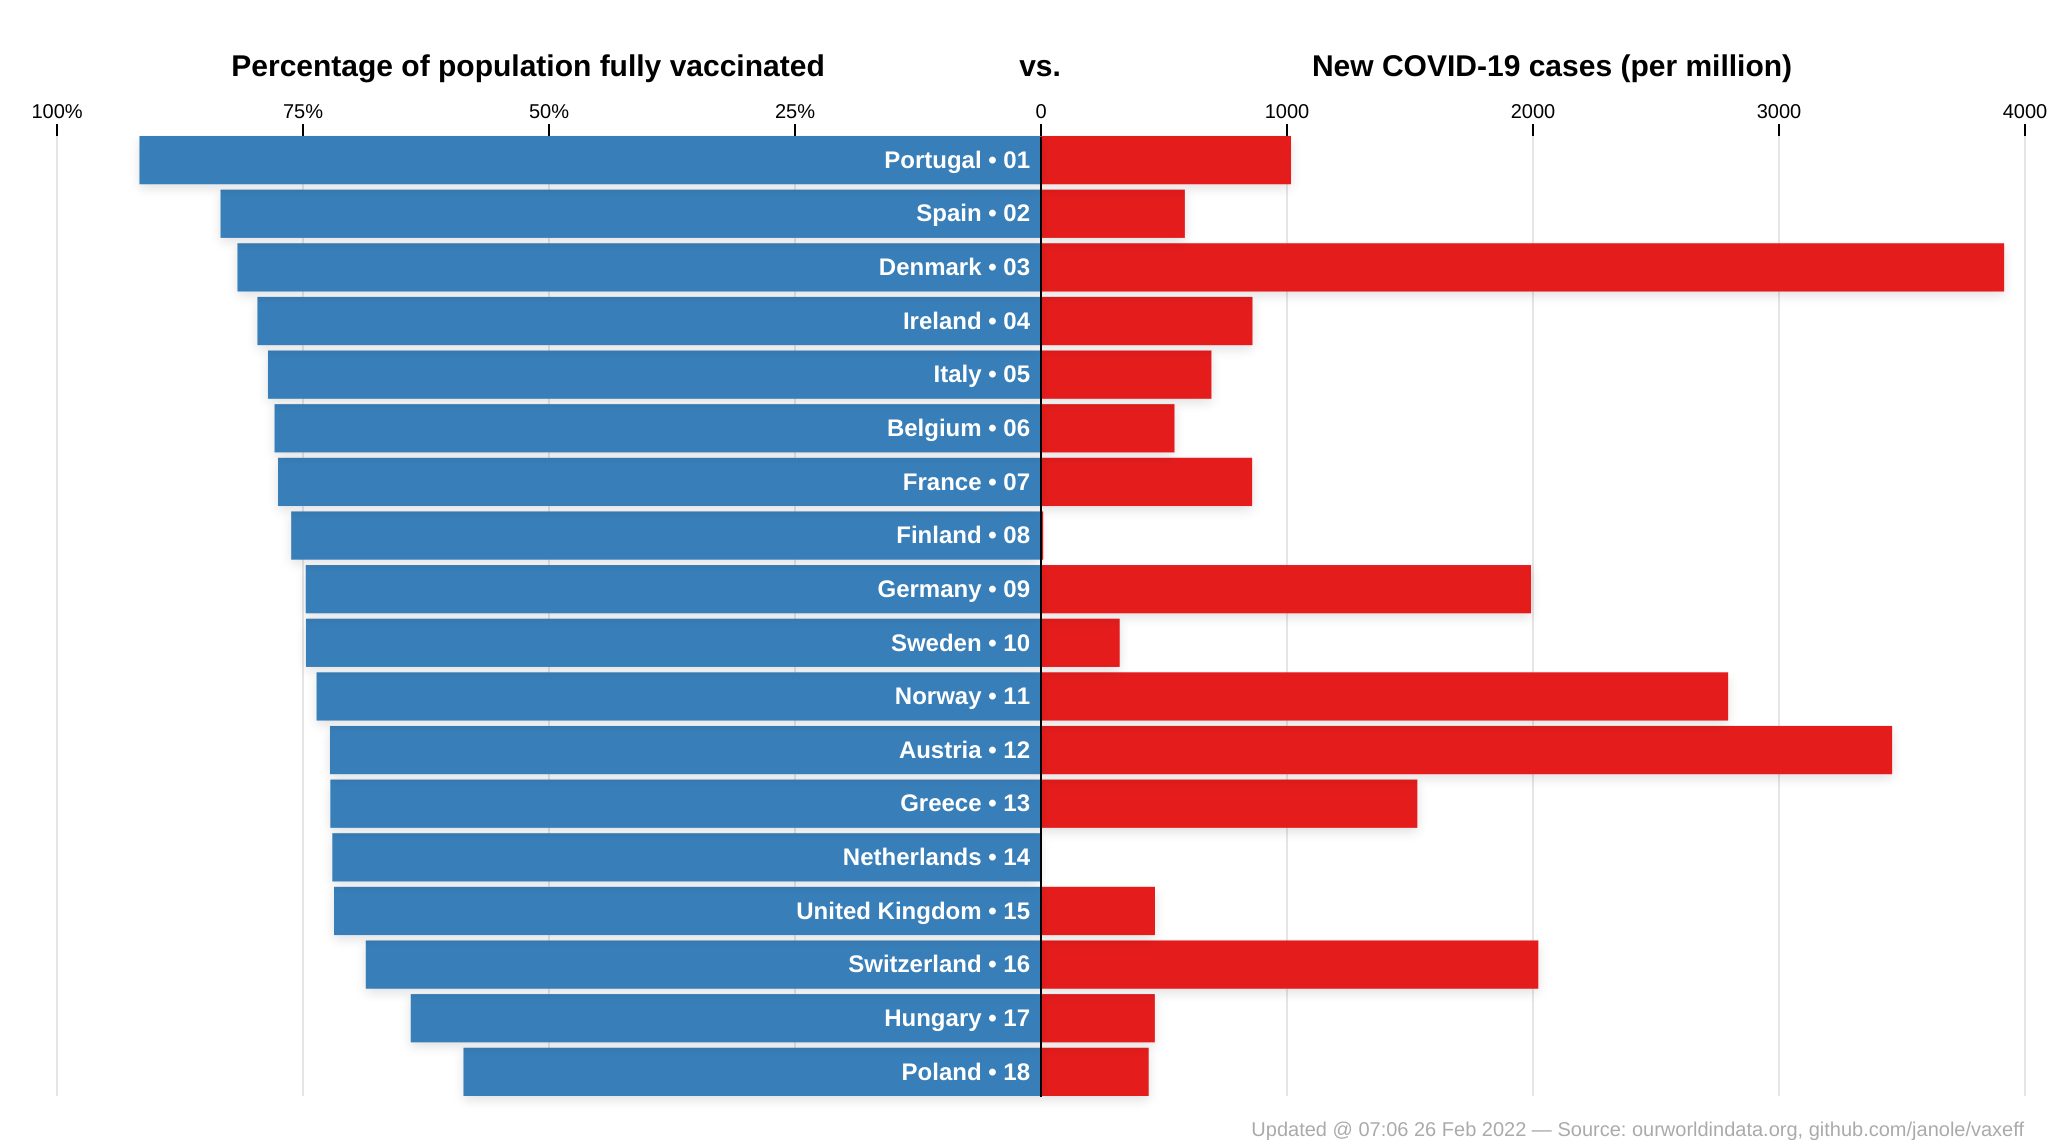 Percentage of population fully vaccinated vs. New COVID-19 cases (per million)
100% 75% 50% 25% 0 1000 2000 3000 4000
Portugal • 01
Spain • 02
Denmark • 03
Ireland • 04
Italy • 05
Belgium • 06
France • 07
Finland • 08
Germany • 09
Sweden • 10
Norway • 11
Austria • 12
Greece • 13
Netherlands • 14
United Kingdom • 15
Switzerland • 16
Hungary • 17
Poland • 18
Updated @ 07:06 26 Feb 2022 — Source: ourworldindata.org, github.com/janole/vaxeff